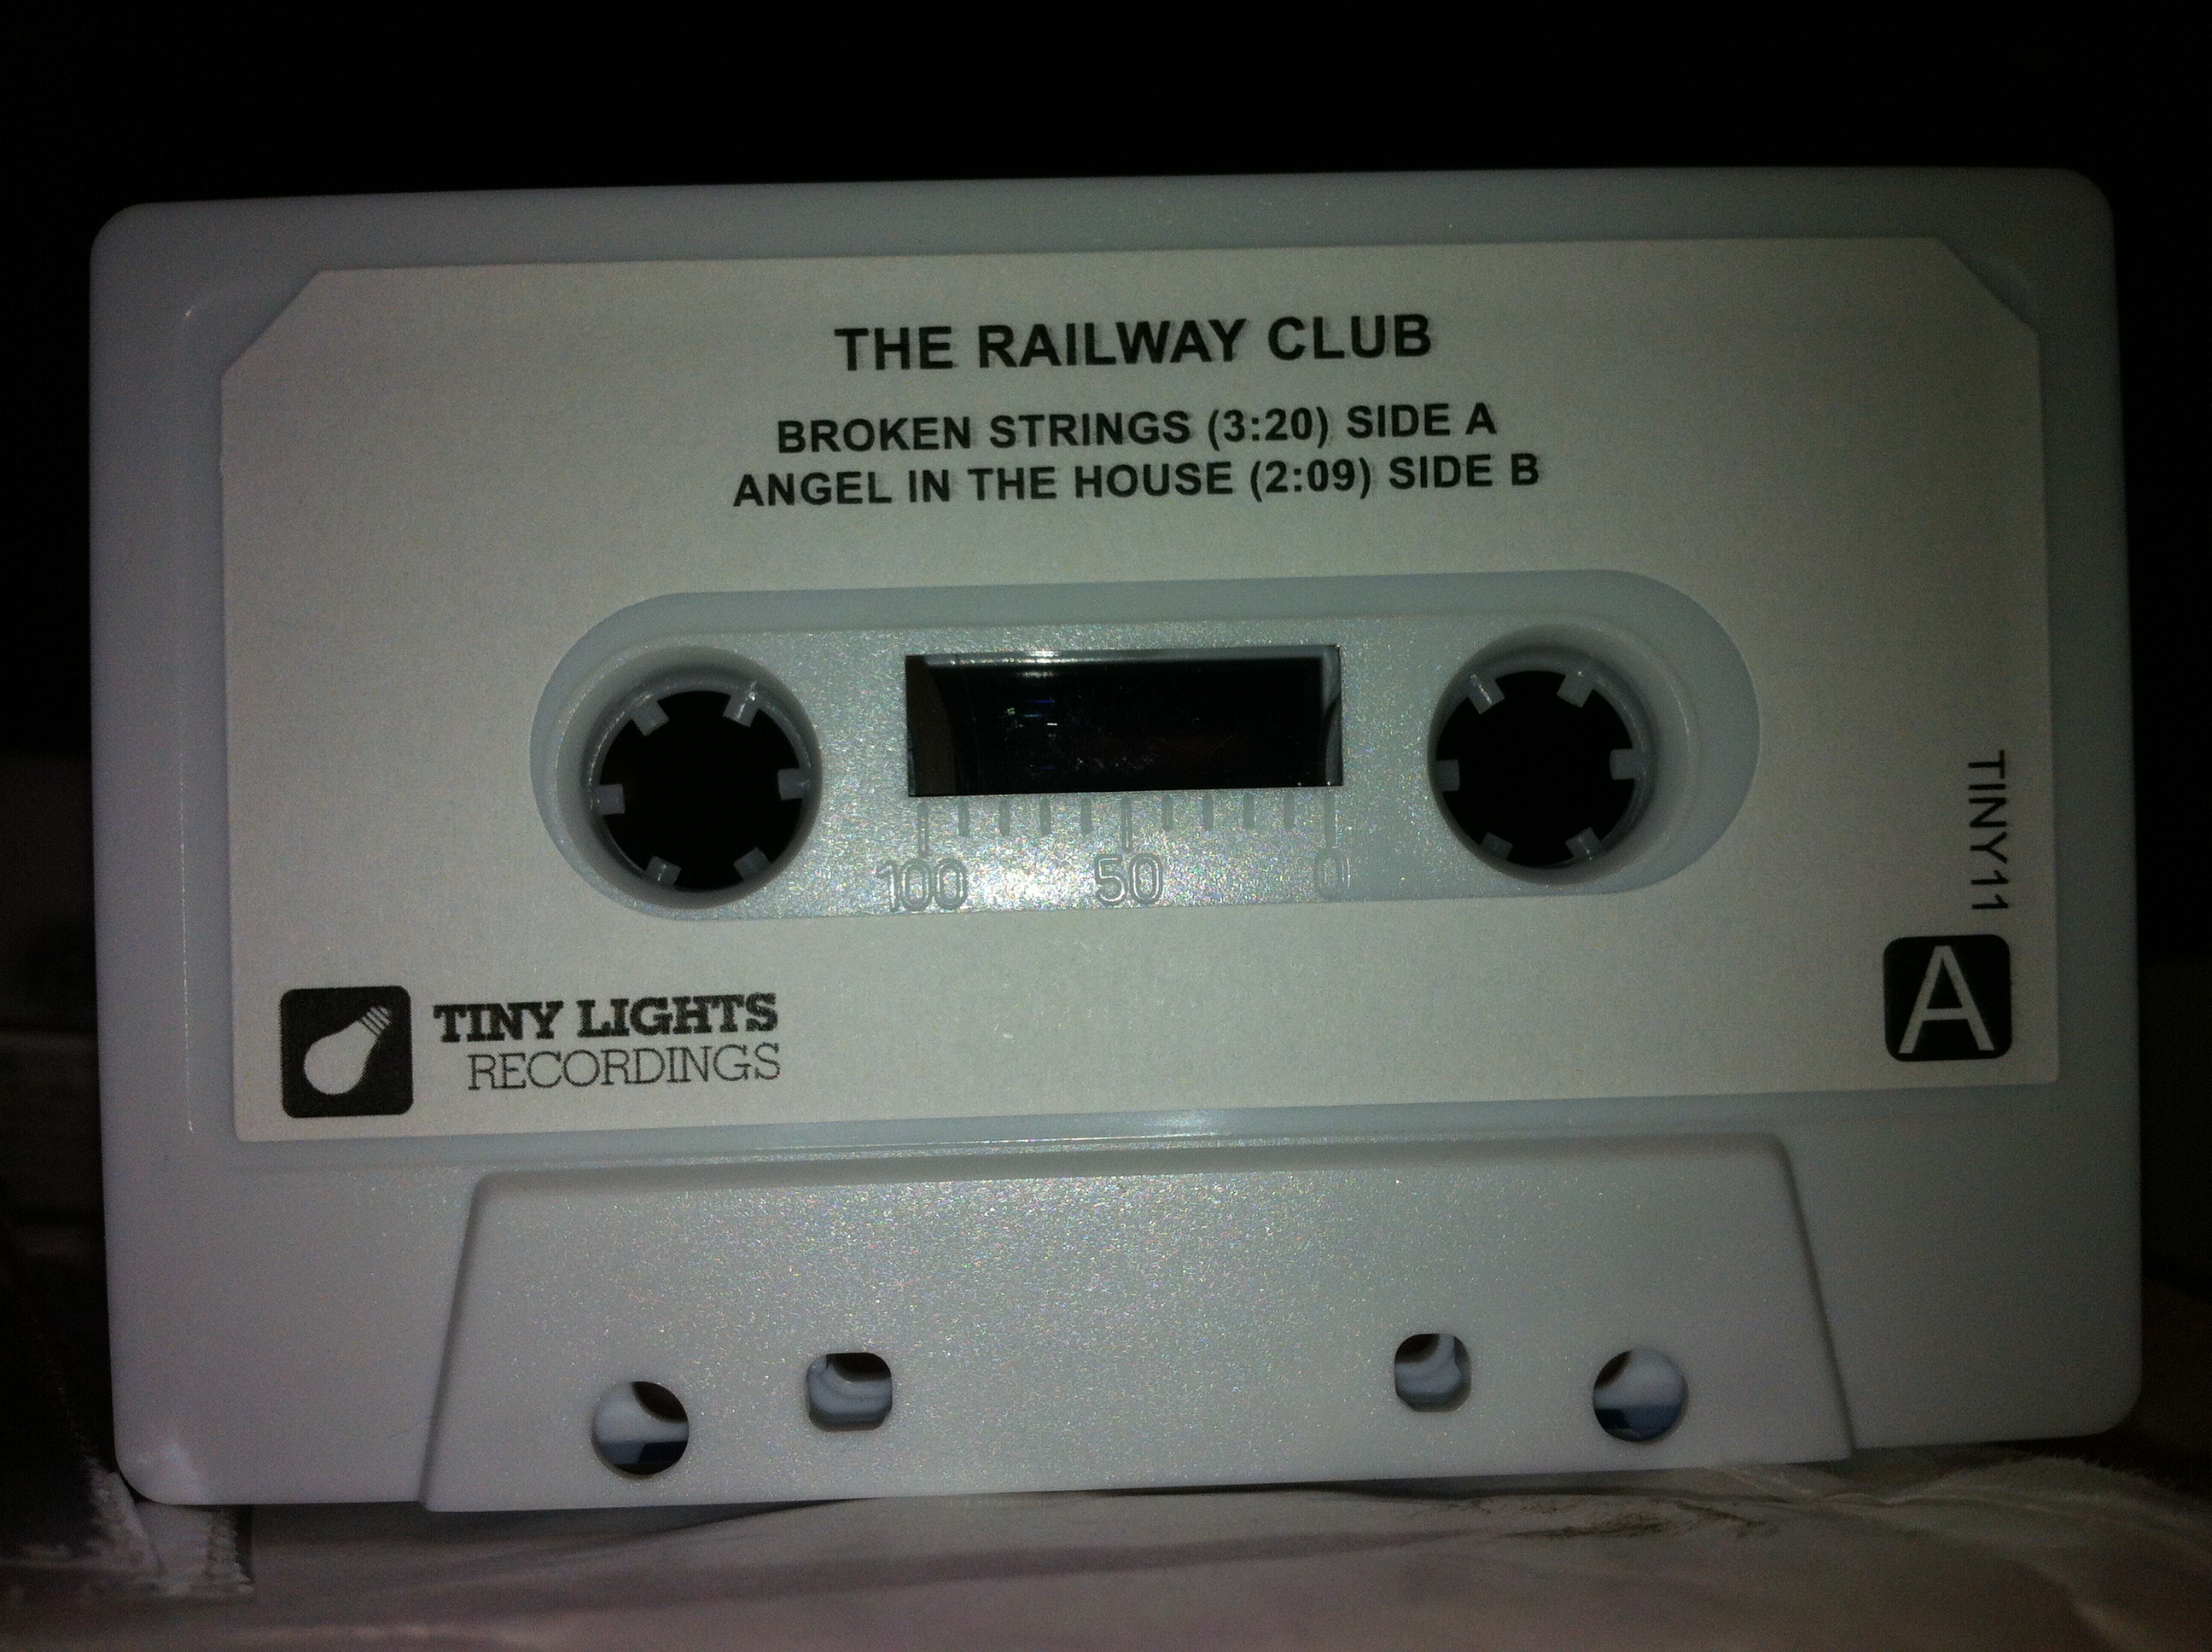 THE RAILWAY CLUB
BROKEN STRINGS (3:20) SIDE A
ANGEL IN THE HOUSE (2:09) SIDE B
100 50 0
TINY11
A
TINY LIGHTS
RECORDINGS